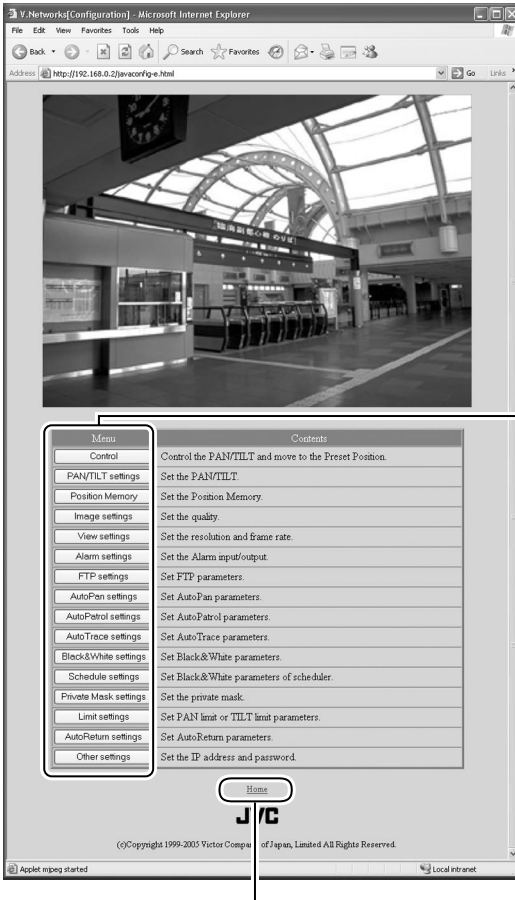 V.Networks[Configuration] - Microsoft Internet Explorer
File Edit View Favorites Tools Help
Back Search Favorites
Address http://192.168.0.2/javaconfig-e.html Go Links
Menu Contents
Control Control the PAN/TILT and move to the Preset Position.
PAN/TILT settings Set the PAN/TILT.
Position Memory Set the Position Memory.
Image settings Set the quality.
View settings Set the resolution and frame rate.
Alarm settings Set the Alarm input/output.
FTP settings Set FTP parameters.
AutoPan settings Set AutoPan parameters.
AutoPatrol settings Set AutoPatrol parameters.
AutoTrace settings Set AutoTrace parameters.
Black&White settings Set Black&White parameters.
Schedule settings Set Black&White parameters of scheduler.
Private Mask settings Set the private mask.
Limit settings Set PAN limit or TILT limit parameters.
AutoReturn settings Set AutoReturn parameters.
Other settings Set the IP address and password.
Home
JVC
(c)Copyright 1999-2005 Victor Company of Japan, Limited All Rights Reserved.
Applet mjpeg started Local intranet